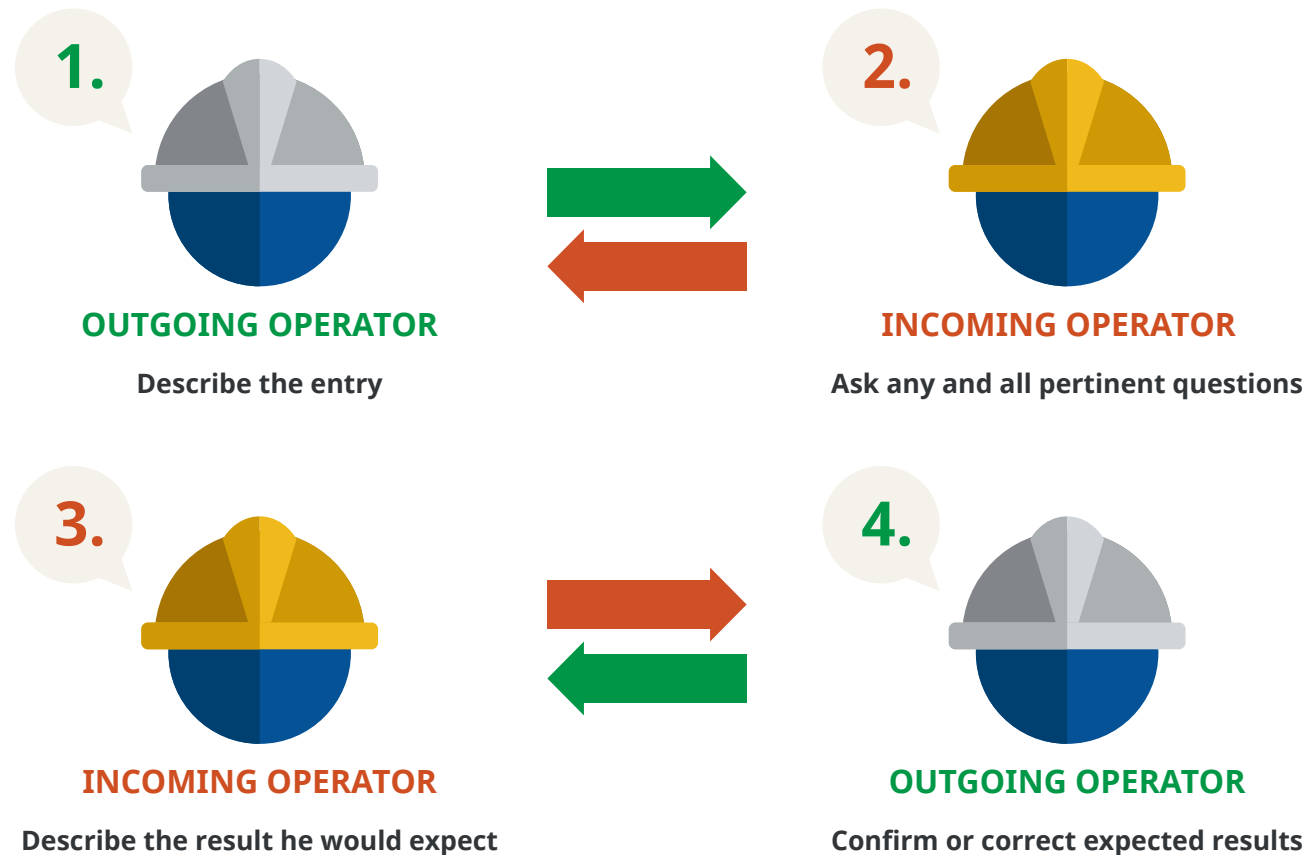 1.
OUTGOING OPERATOR
Describe the entry
2.
INCOMING OPERATOR
Ask any and all pertinent questions
3.
INCOMING OPERATOR
Describe the result he would expect
4.
OUTGOING OPERATOR
Confirm or correct expected results